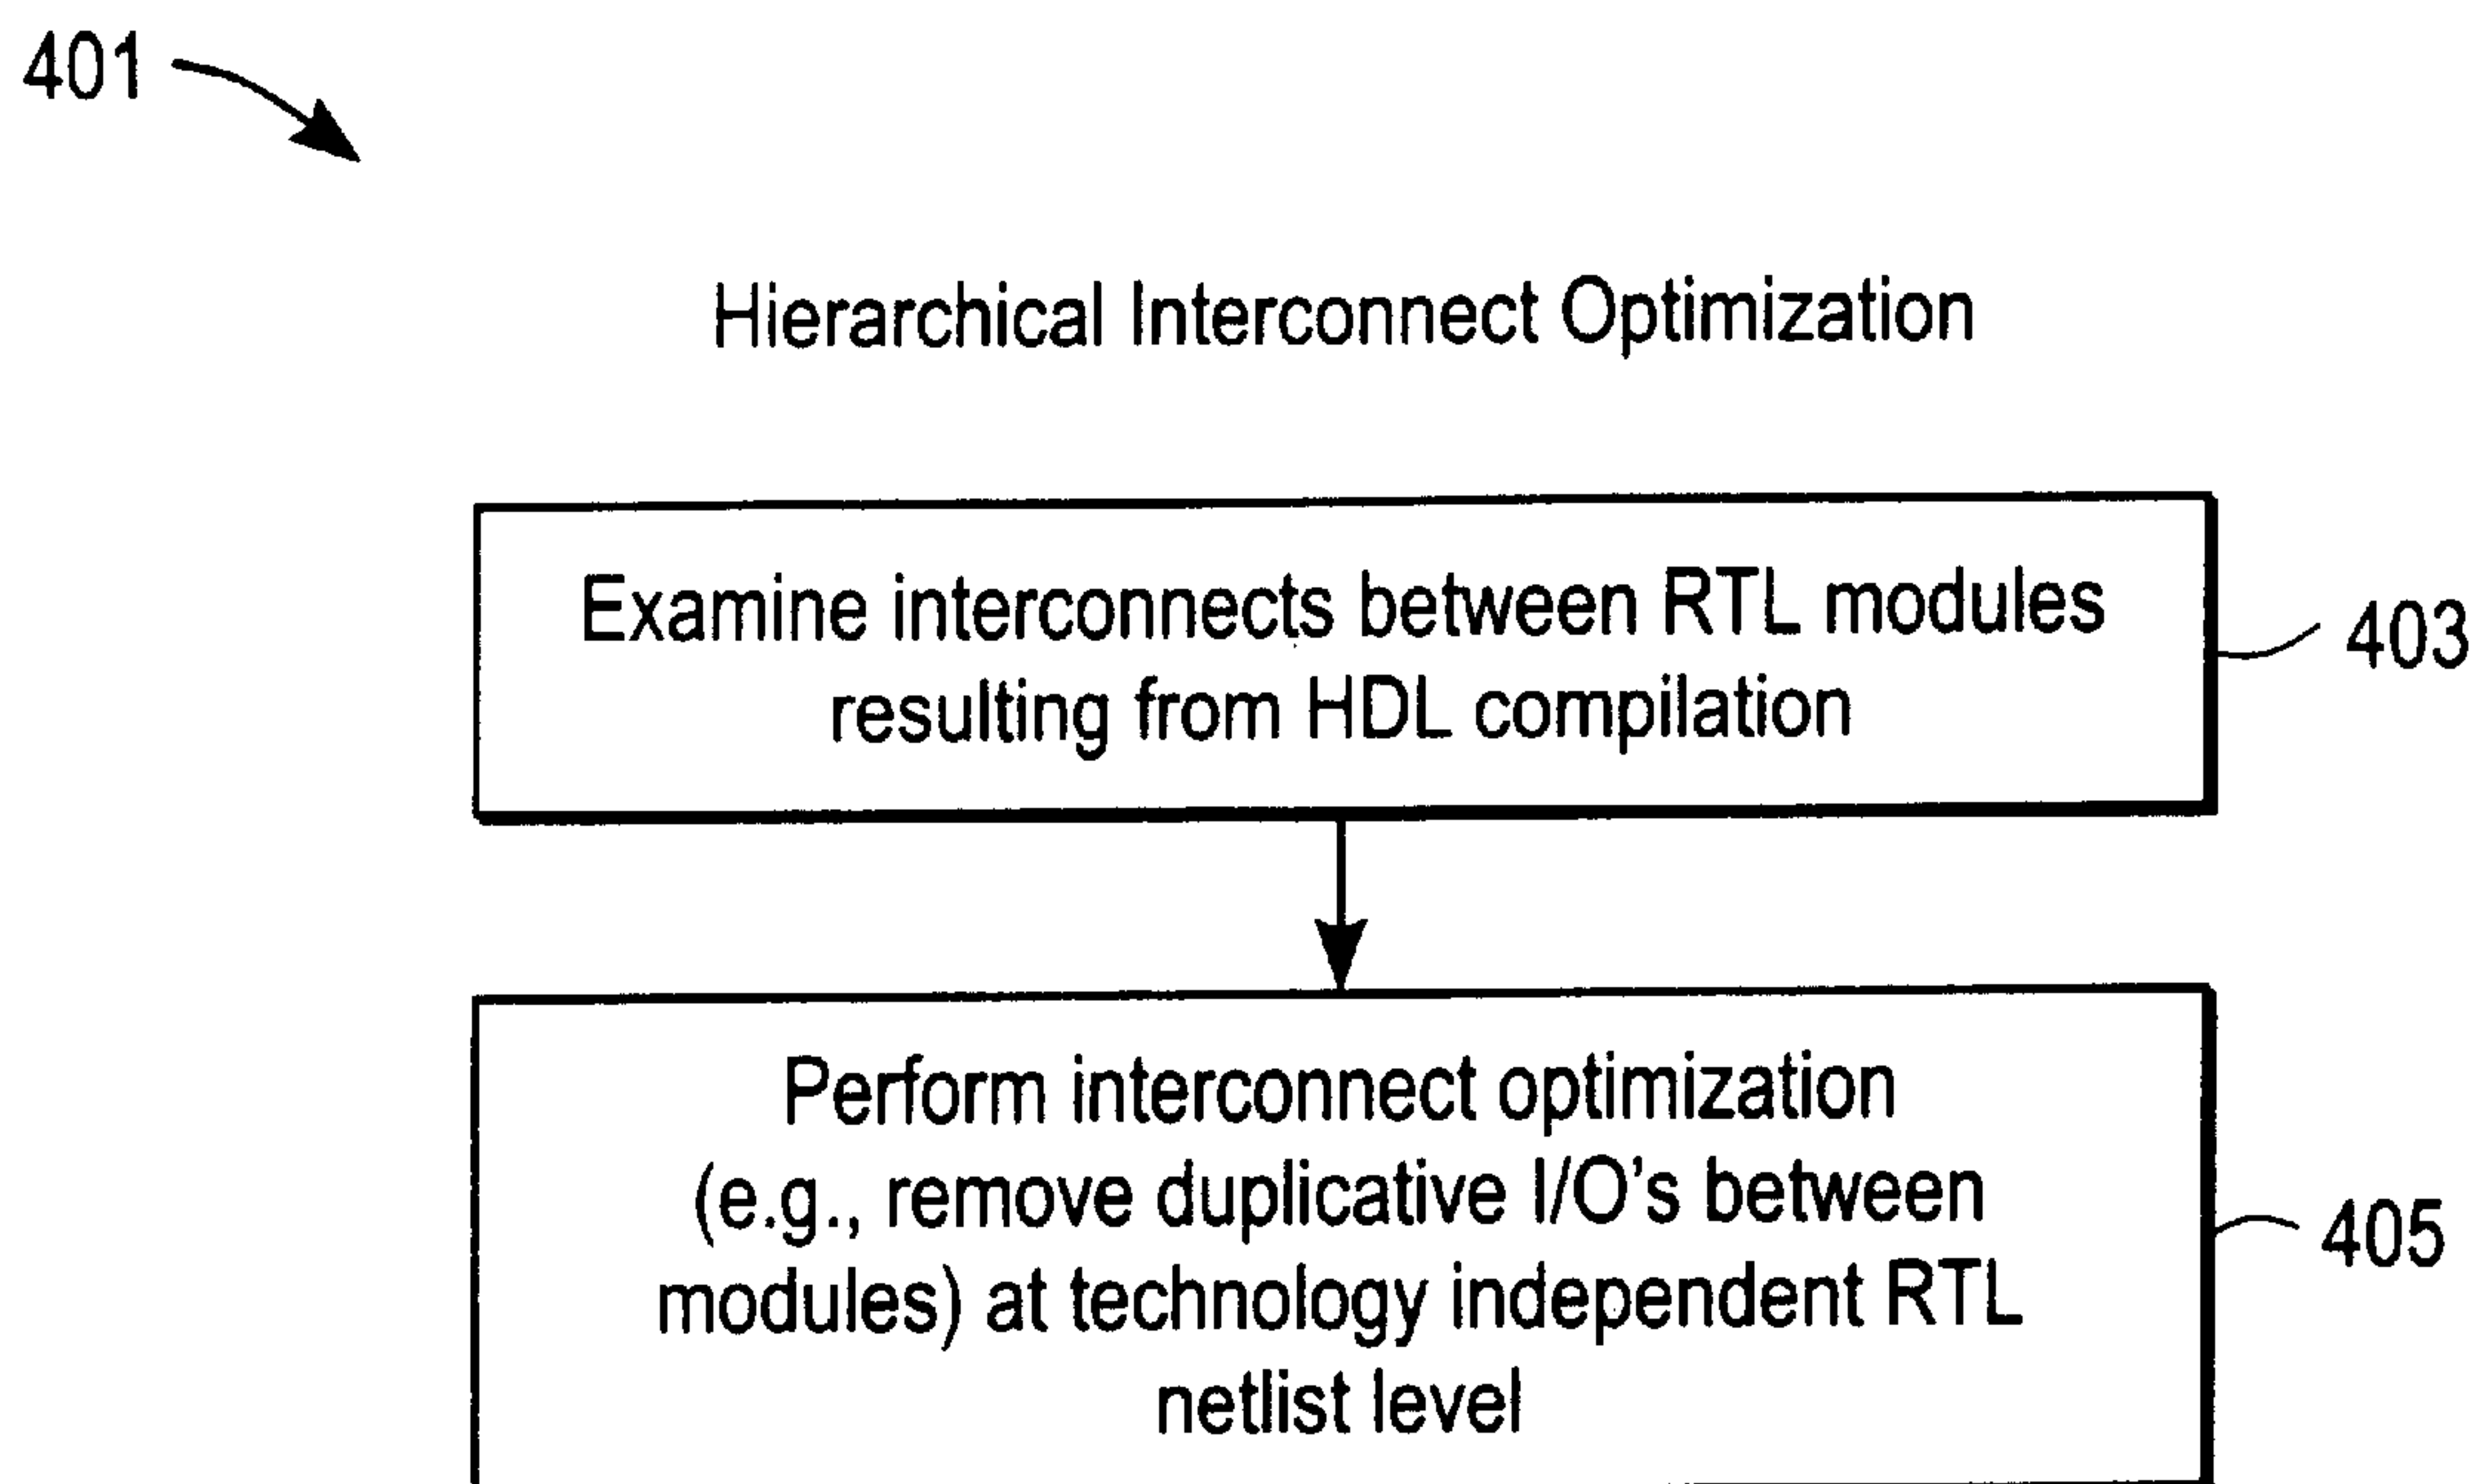 401
Hierarchical Interconnect Optimization
Examine interconnects between RTL modules
resulting from HDL compilation
403
Perform interconnect optimization
(e.g., remove duplicative I/O's between
modules) at technology independent RTL
netlist level
405